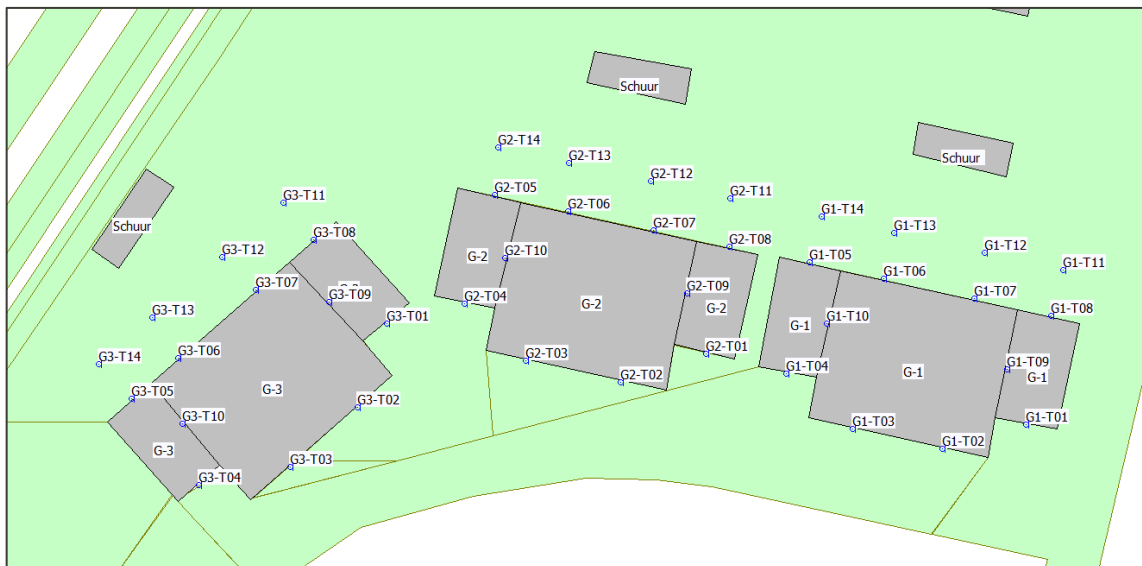 Schuur
G2-T14
G2-T13
G2-T12
G2-T11
Schuur
G3-T11
G2-T05
G2-T06
G2-T07
G2-T08
G1-T14
G1-T13
G1-T12
G1-T11
Schuur
G3-T08
G3-T12
G-2
G2-T10
G1-T05
G1-T06
G1-T07
G1-T08
G3-T07
G3-T09
G2-T04
G-2
G2-T09
G-2
G3-T13
G3-T01
G1-T10
G-1
G3-T14
G3-T06
G2-T03
G2-T01
G2-T02
G1-T04
G-1
G1-T09
G-1
G3-T05
G-3
G3-T02
G3-T10
G1-T03
G1-T01
G1-T02
G-3
G3-T03
G3-T04